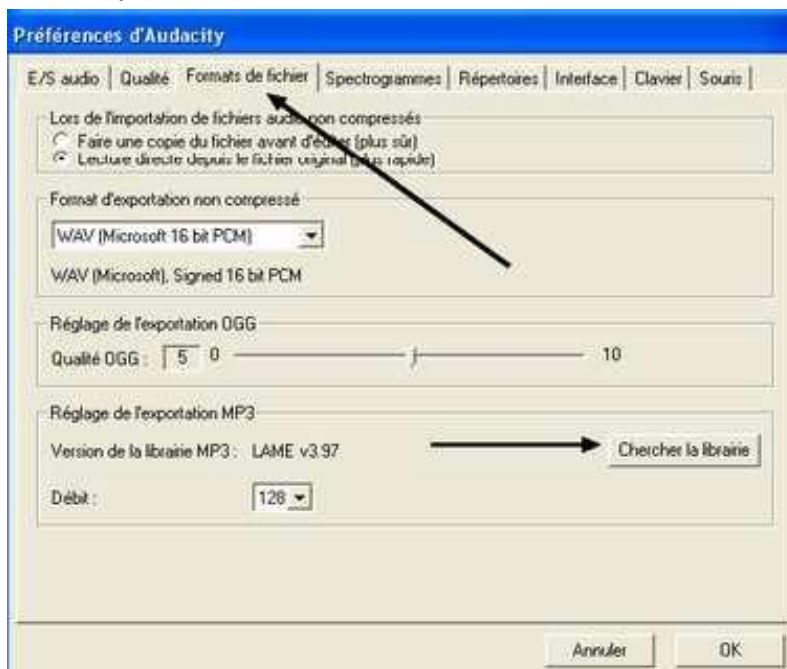 Préférences d'Audacity
E/S audio | Qualité Formats de fichier | Spectrogrammes | Répertoires | Interface | Clavier | Souris |
Lors de l'importation de fichiers audio non compressés
Faire une copie du fichier avant d'éditer (plus sûr)
Lecture directe depuis le fichier original (plus rapide)
Format d'exportation non compressé
WAV (Microsoft 16 bit PCM)
WAV (Microsoft), Signed 16 bit PCM
Réglage de l'exportation OGG
Qualité OGG : 5 0 10
Réglage de l'exportation MP3
Version de la librairie MP3 : LAME v3.97 Chercher la librairie
Débit : 128
Annuler OK